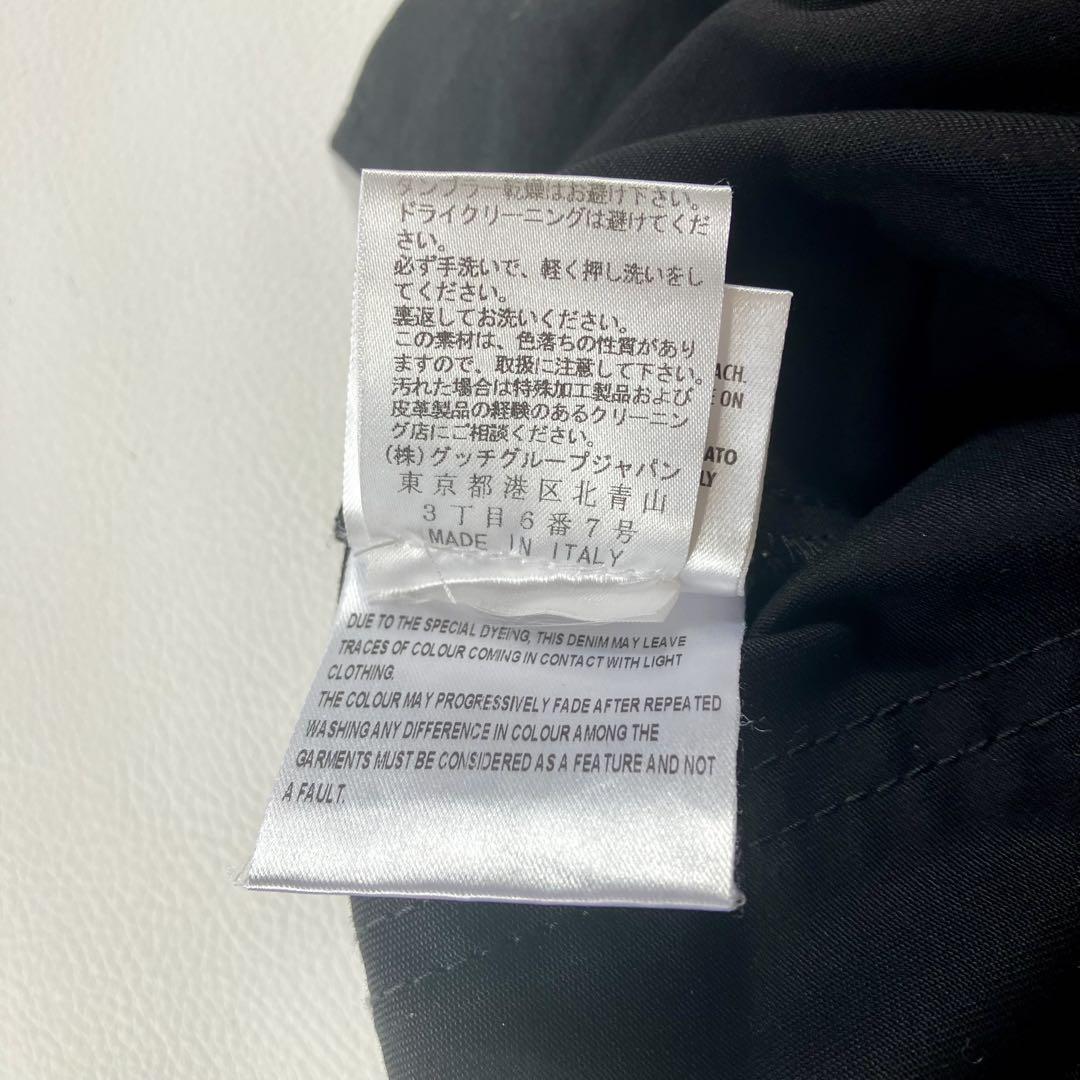 タンブラー乾燥はお避け下さい。
ドライクリーニングは避けてくだ
さい。
必ず手洗いで、軽く押し洗いをし
てください。
裏返してお洗いください。
この素材は、色落ちの性質があり
ますので、取扱に注意して下さい。
汚れた場合は特殊加工製品および
皮革製品の経験のあるクリーニン
グ店にご相談ください。
(株)グッチグループジャパン
東京都港区北青山
3丁目6番7号
MADE IN ITALY
ACH.
ON
ATO
LY
DUE TO THE SPECIAL DYEING, THIS DENIM MAY LEAVE
TRACES OF COLOUR COMING IN CONTACT WITH LIGHT
CLOTHING.
THE COLOUR MAY PROGRESSIVELY FADE AFTER REPEATED
WASHING ANY DIFFERENCE IN COLOUR AMONG THE
GARMENTS MUST BE CONSIDERED AS A FEATURE AND NOT
A FAULT.